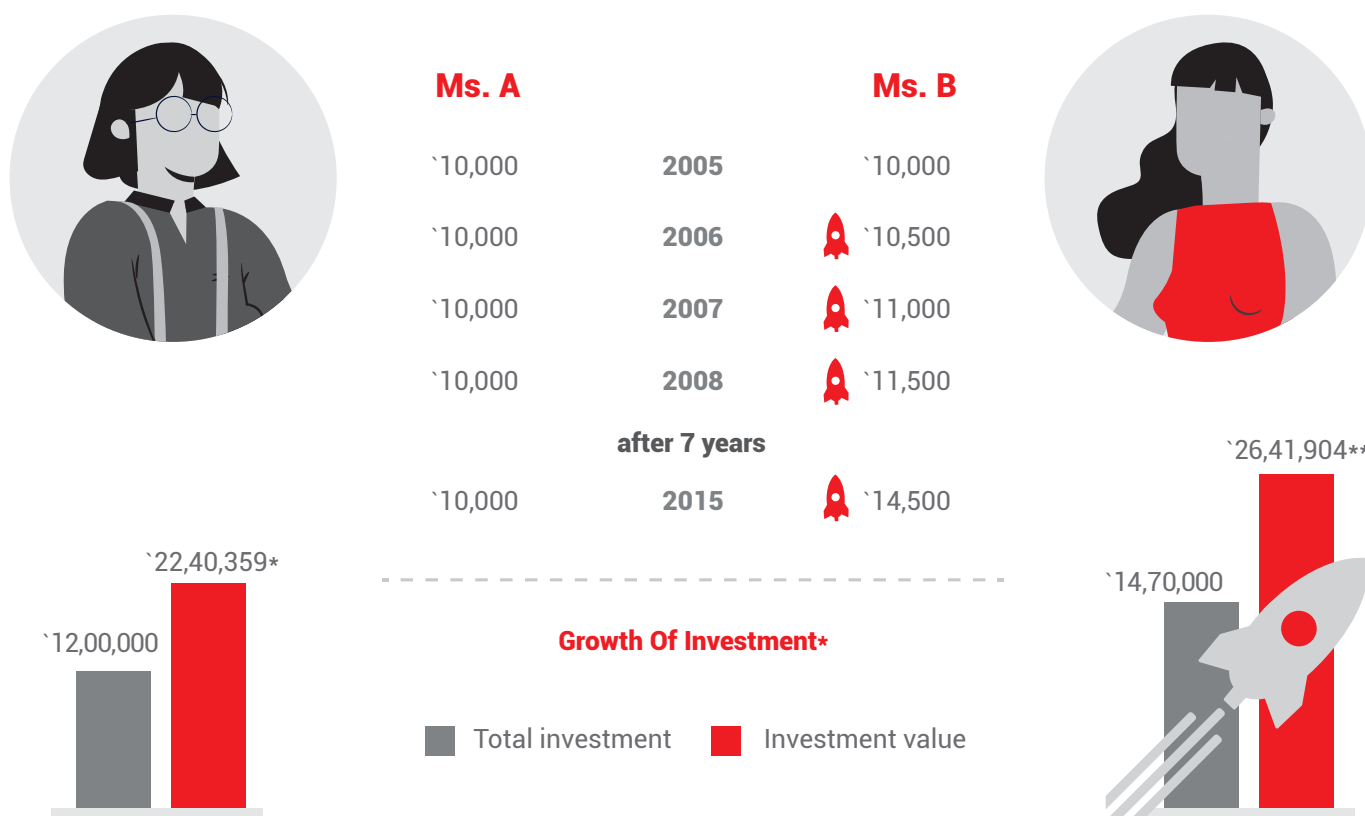 Ms. A Ms. B
`10,000 2005 `10,000
`10,000 2006 `10,500
`10,000 2007 `11,000
`10,000 2008 `11,500
after 7 years
`10,000 2015 `14,500
`26,41,904**
`22,40,359*
`14,70,000
`12,00,000
Growth Of Investment*
Total investment Investment value